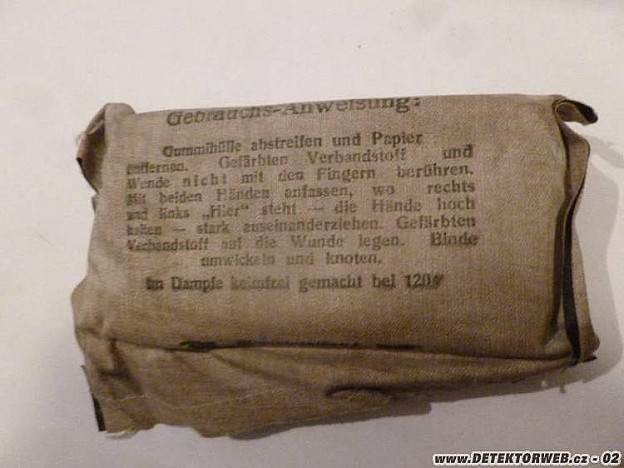 Gebrauchs-Anweisung:
Gummihülle abstreifen und Papier
entfernen. Gefärbten Verbandstoff und
Wunde nicht mit den Fingern berühren.
Mit beiden Händen anfassen, wo rechts
und links „Hier“ steht — die Hände hoch
halten — stark auseinanderziehen. Gefärbten
Verbandstoff auf die Wunde legen. Binde
umwickeln und knoten.
Im Dampfe keimfrei gemacht bei 120°
www.DETEKTORWEB.cz - 02